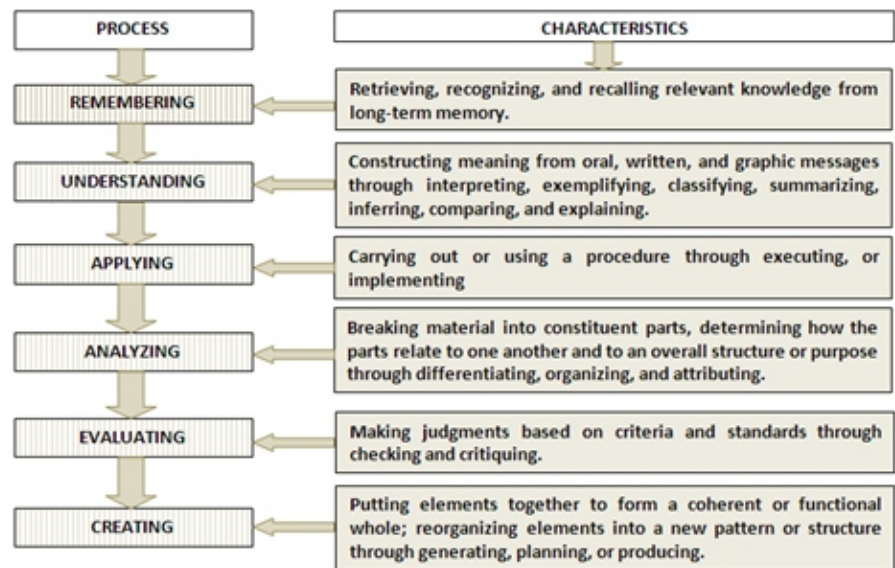 PROCESS
CHARACTERISTICS
REMEMBERING
Retrieving, recognizing, and recalling relevant knowledge from
long-term memory.
UNDERSTANDING
Constructing meaning from oral, written, and graphic messages
through interpreting, exemplifying, classifying, summarizing,
inferring, comparing, and explaining.
APPLYING
Carrying out or using a procedure through executing, or
implementing
ANALYZING
Breaking material into constituent parts, determining how the
parts relate to one another and to an overall structure or purpose
through differentiating, organizing, and attributing.
EVALUATING
Making judgments based on criteria and standards through
checking and critiquing.
CREATING
Putting elements together to form a coherent or functional
whole; reorganizing elements into a new pattern or structure
through generating, planning, or producing.